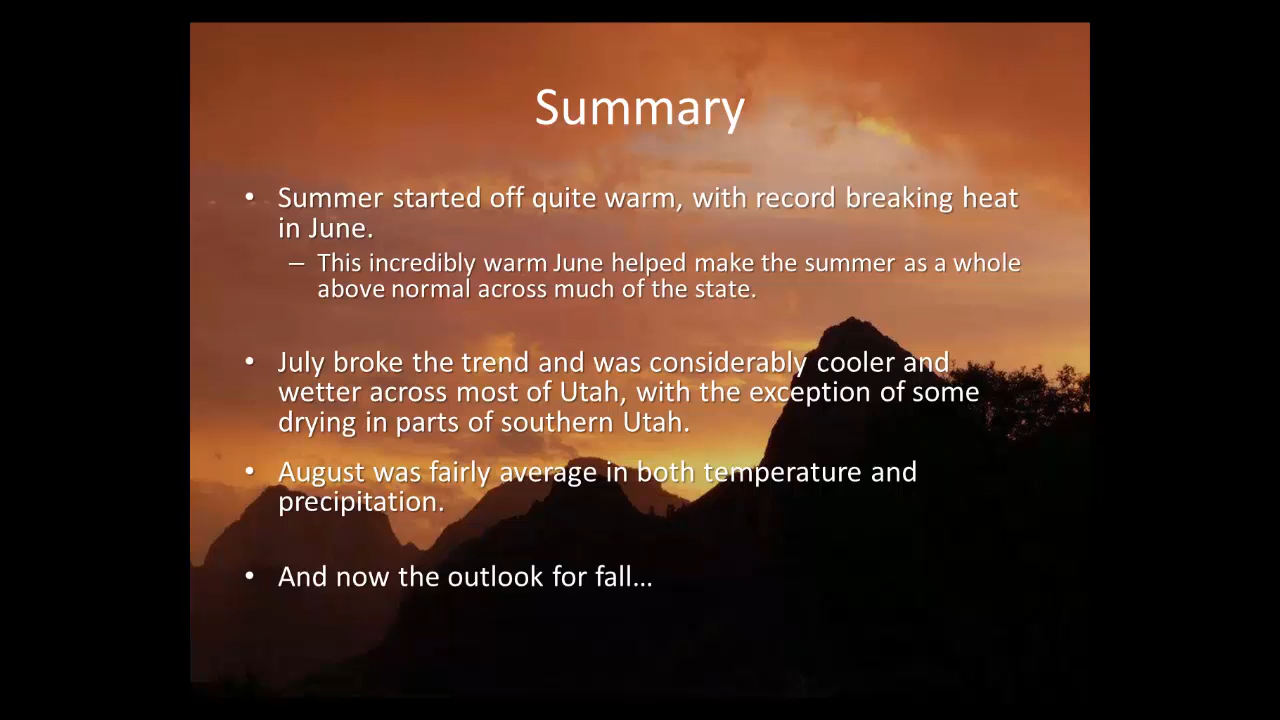 Summary
• Summer started off quite warm, with record breaking heat
in June.
– This incredibly warm June helped make the summer as a whole
above normal across much of the state.
• July broke the trend and was considerably cooler and
wetter across most of Utah, with the exception of some
drying in parts of southern Utah.
• August was fairly average in both temperature and
precipitation.
• And now the outlook for fall…